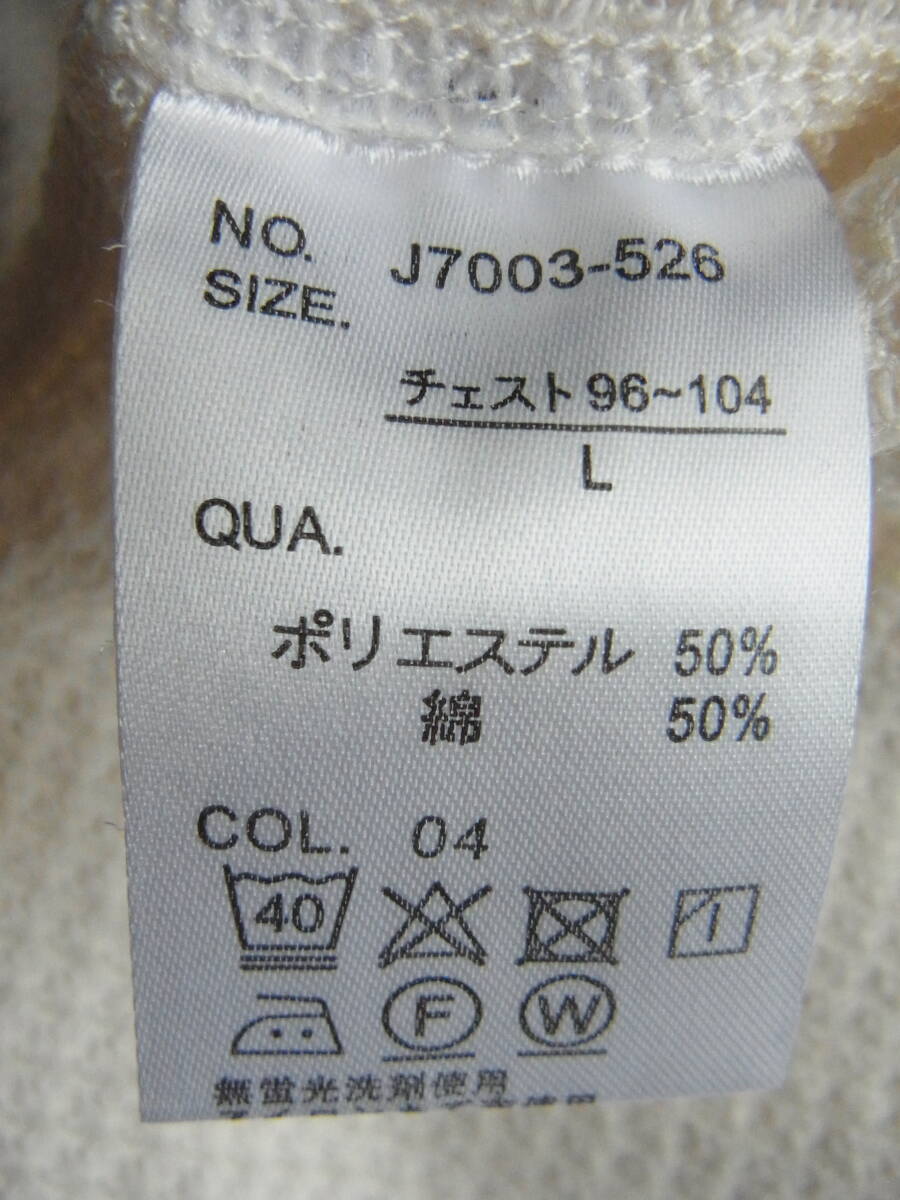 NO. J7003-526
SIZE.
チェスト96~104
L
QUA.
ポリエステル 50%
綿 50%
COL. 04
40
F W
無蛍光洗剤使用